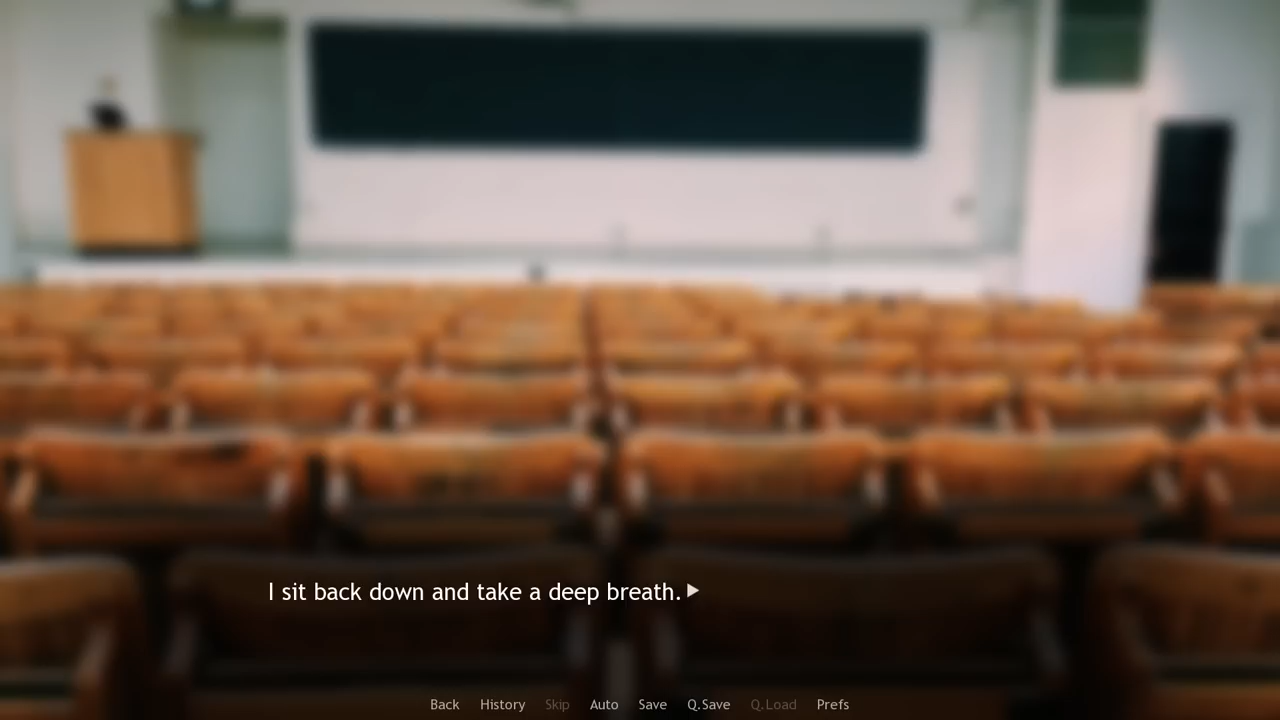 I sit back down and take a deep breath.
Back History Skip Auto Save Q.Save Q.Load Prefs